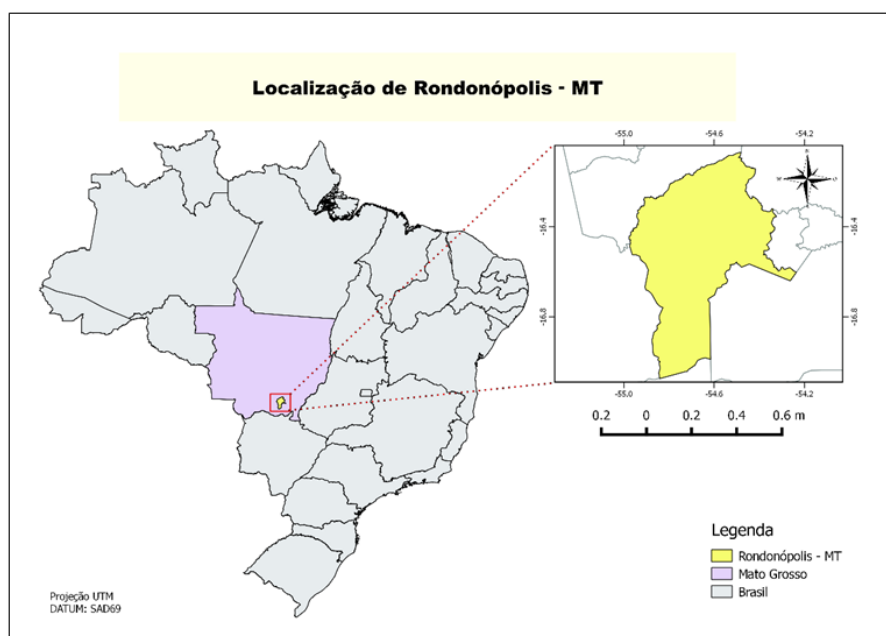 Localização de Rondonópolis - MT
-55.0 -54.6 -54.2
N
-16.4 -16.4
-16.8 -16.8
-55.0 -54.6 -54.2
0.2 0 0.2 0.4 0.6 m
Legenda
Rondonópolis - MT
Mato Grosso
Brasil
Projeção UTM
DATUM: SAD69